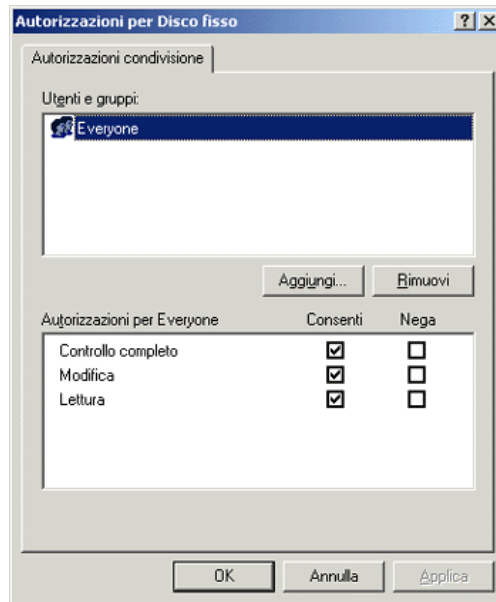 Autorizzazioni per Disco fisso
Autorizzazioni condivisione
Utenti e gruppi:
Everyone
Aggiungi... Rimuovi
Autorizzazioni per Everyone Consenti Nega
Controllo completo
Modifica
Lettura
OK Annulla Applica